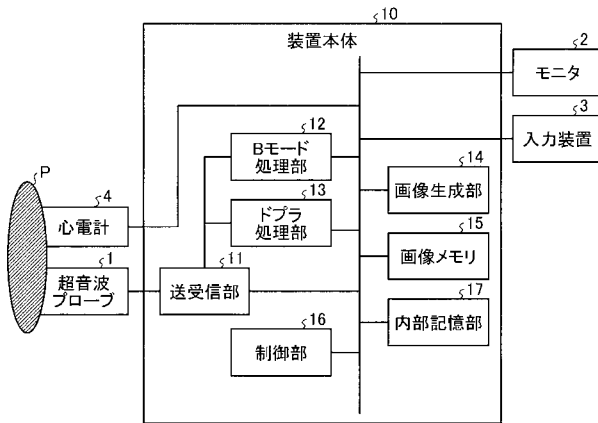 10
装置本体
2
モニタ
3
入力装置
12
Bモード
処理部
14
画像生成部
P
4
心電計
13
ドプラ
処理部
15
画像メモリ
1
超音波
プローブ
11
送受信部
17
内部記憶部
16
制御部